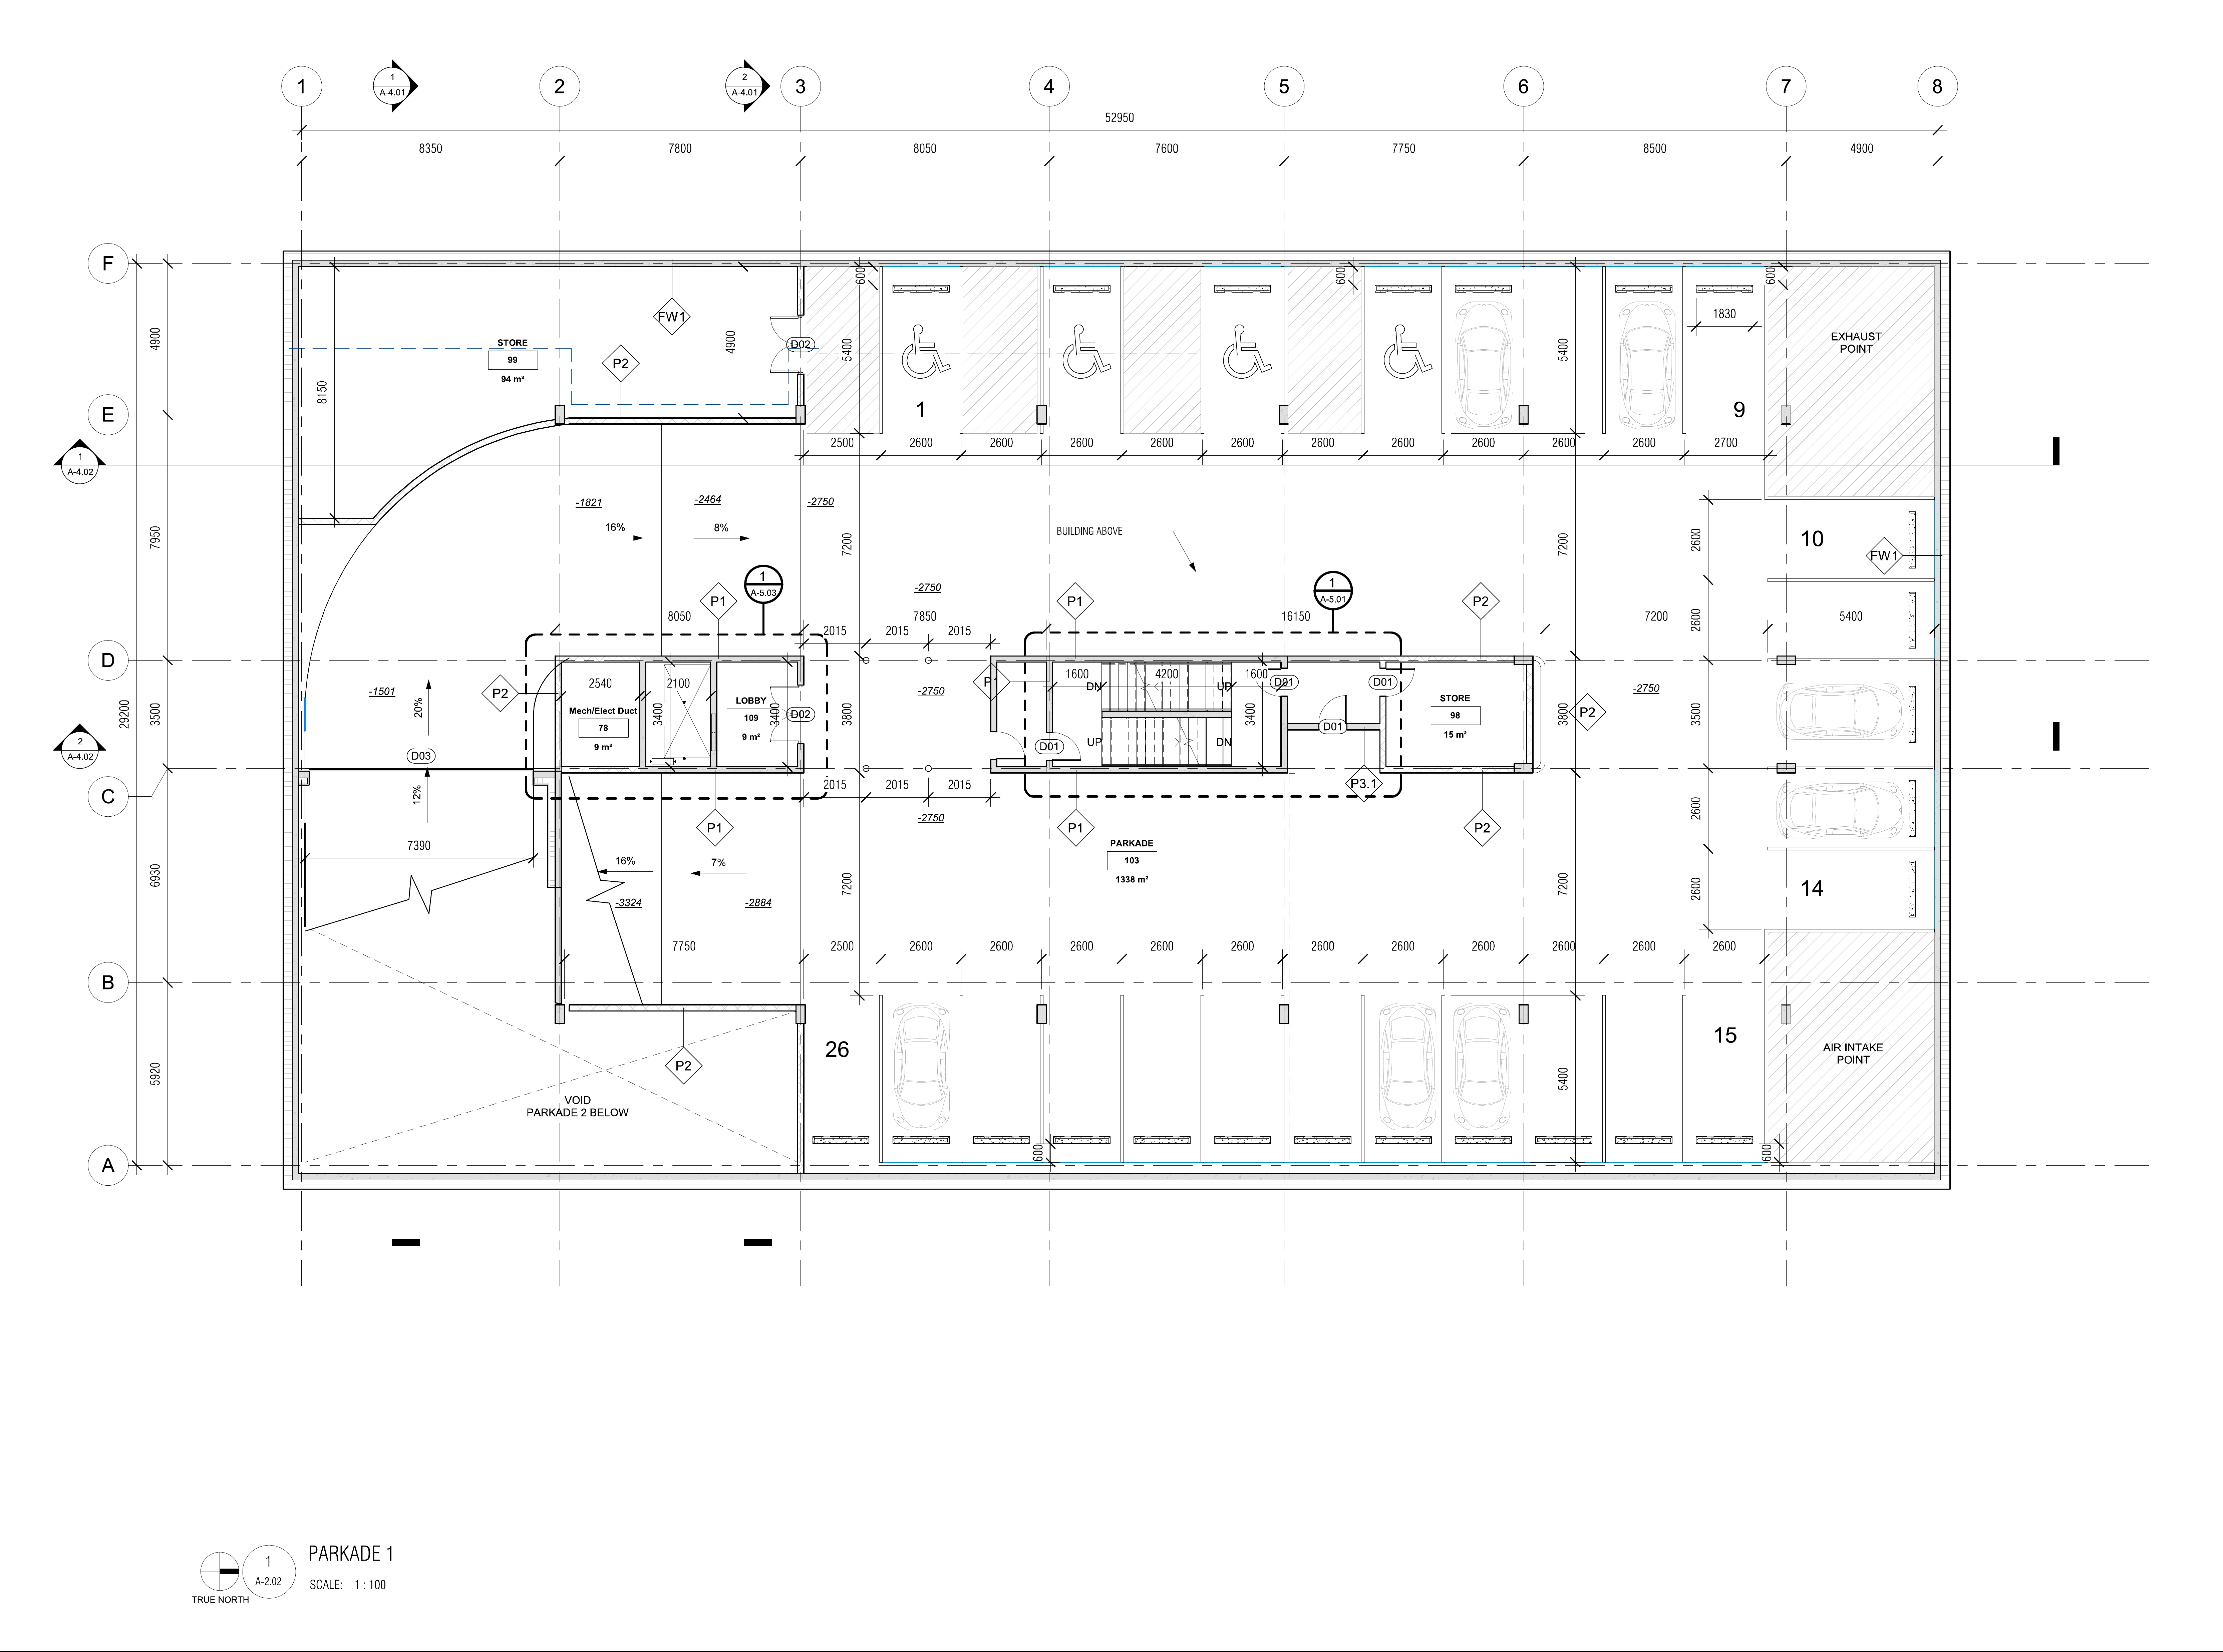 1
1
A-4.01
2
2
A-4.01
3
4
5
6
7
8
52950
8350
7800
8050
7600
7750
8500
4900
F
E
D
C
B
A
29200
4900
7950
3500
6930
5920
1
A-4.02
2
A-4.02
STORE
99
94 m²
8150
FW1
P2
4900
D02
600
5400
600
5400
600
1830
EXHAUST
POINT
1
9
2500
2600
2600
2600
2600
2600
2600
2600
2600
2600
2600
2700
-1821
16%
-2464
8%
-2750
7200
BUILDING ABOVE
7200
2600
10
FW1
1
A-5.03
1
A-5.01
P1
P1
P2
-2750
8050
7850
16150
7200
5400
2600
2015
2015
2015
-1501
20%
P2
2540
2100
Mech/Elect Duct
78
9 m²
3400
LOBBY
109
9 m²
3400
D02
3800
-2750
1600
4200
1600
DN
UP
UP
DN
3400
D01
D01
D01
D01
STORE
98
15 m²
3800
P2
-2750
3500
D03
12%
7390
P1
2015
2015
2015
-2750
P1
P3.1
P2
2600
2600
14
PARKADE
103
1338 m²
16%
7%
-3324
-2884
7200
7200
7750
2500
2600
2600
2600
2600
2600
2600
2600
2600
2600
2600
2600
P2
26
15
5400
AIR INTAKE
POINT
VOID
PARKADE 2 BELOW
600
600
1
A-2.02
PARKADE 1
SCALE: 1 : 100
TRUE NORTH